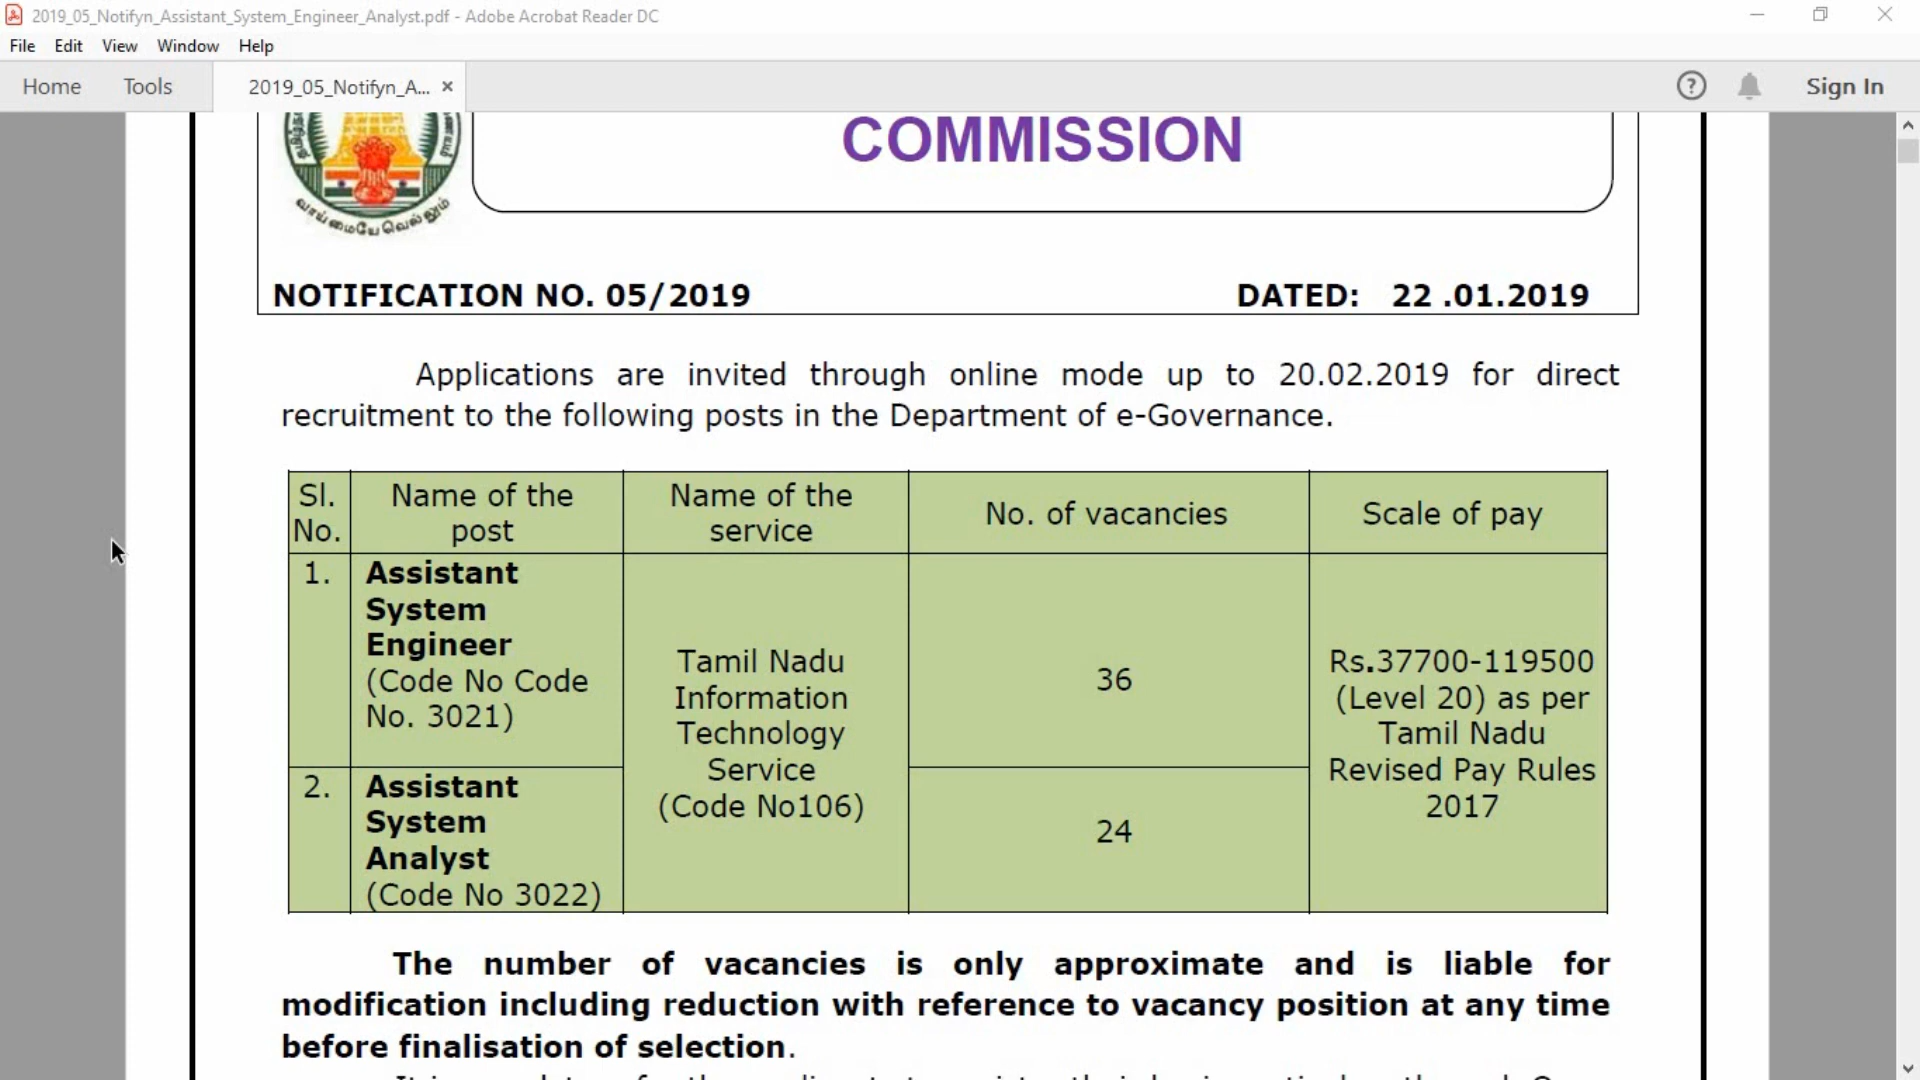 2019_05_Notifyn_Assistant_System_Engineer_Analyst.pdf - Adobe Acrobat Reader DC
File Edit View Window Help
Home Tools 2019_05_Notifyn_A... × ? Sign In
COMMISSION
வாய்மையே வெல்லும்
NOTIFICATION NO. 05/2019 DATED: 22 .01.2019
Applications are invited through online mode up to 20.02.2019 for direct
recruitment to the following posts in the Department of e-Governance.
Sl. No.
Name of the post
Name of the service
No. of vacancies
Scale of pay
1.
Assistant
System
Engineer
(Code No Code
No. 3021)
Tamil Nadu
Information
Technology
Service
(Code No106)
36
Rs.37700-119500
(Level 20) as per
Tamil Nadu
Revised Pay Rules
2017
2.
Assistant
System
Analyst
(Code No 3022)
24
The number of vacancies is only approximate and is liable for
modification including reduction with reference to vacancy position at any time
before finalisation of selection.